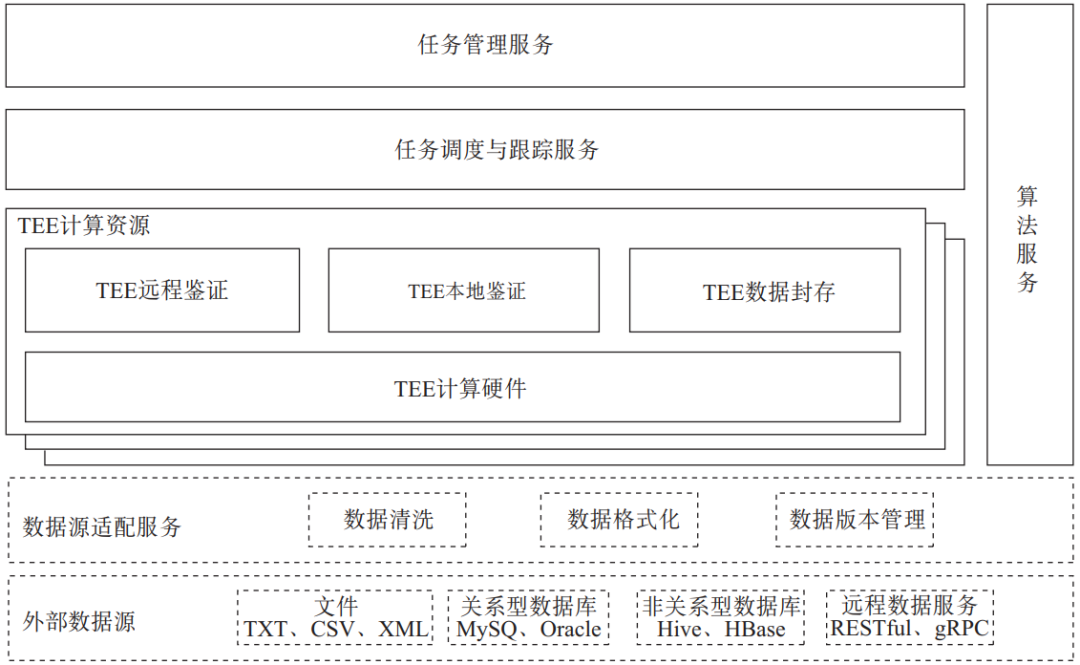 任务管理服务
任务调度与跟踪服务
算法服务
TEE计算资源
TEE远程鉴证
TEE本地鉴证
TEE数据封存
TEE计算硬件
数据源适配服务
数据清洗
数据格式化
数据版本管理
外部数据源
文件
TXT、CSV、XML
关系型数据库
MySQ、Oracle
非关系型数据库
Hive、HBase
远程数据服务
RESTful、gRPC